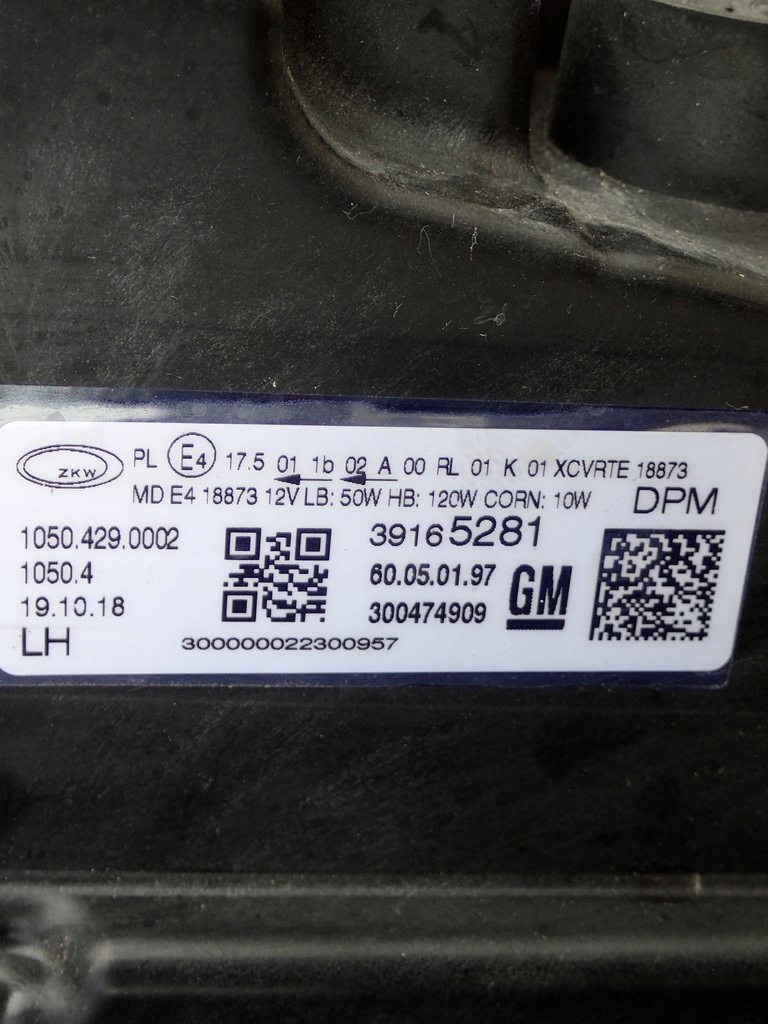 ZKW PL E4 17.5 01 1b 02 A 00 RL 01 K 01 XCVRTE 18873
MD E4 18873 12V LB: 50W HB: 120W CORN: 10W DPM
1050.429.0002
1050.4
19.10.18
LH
39165281
60.05.01.97
300474909
GM
300000022300957